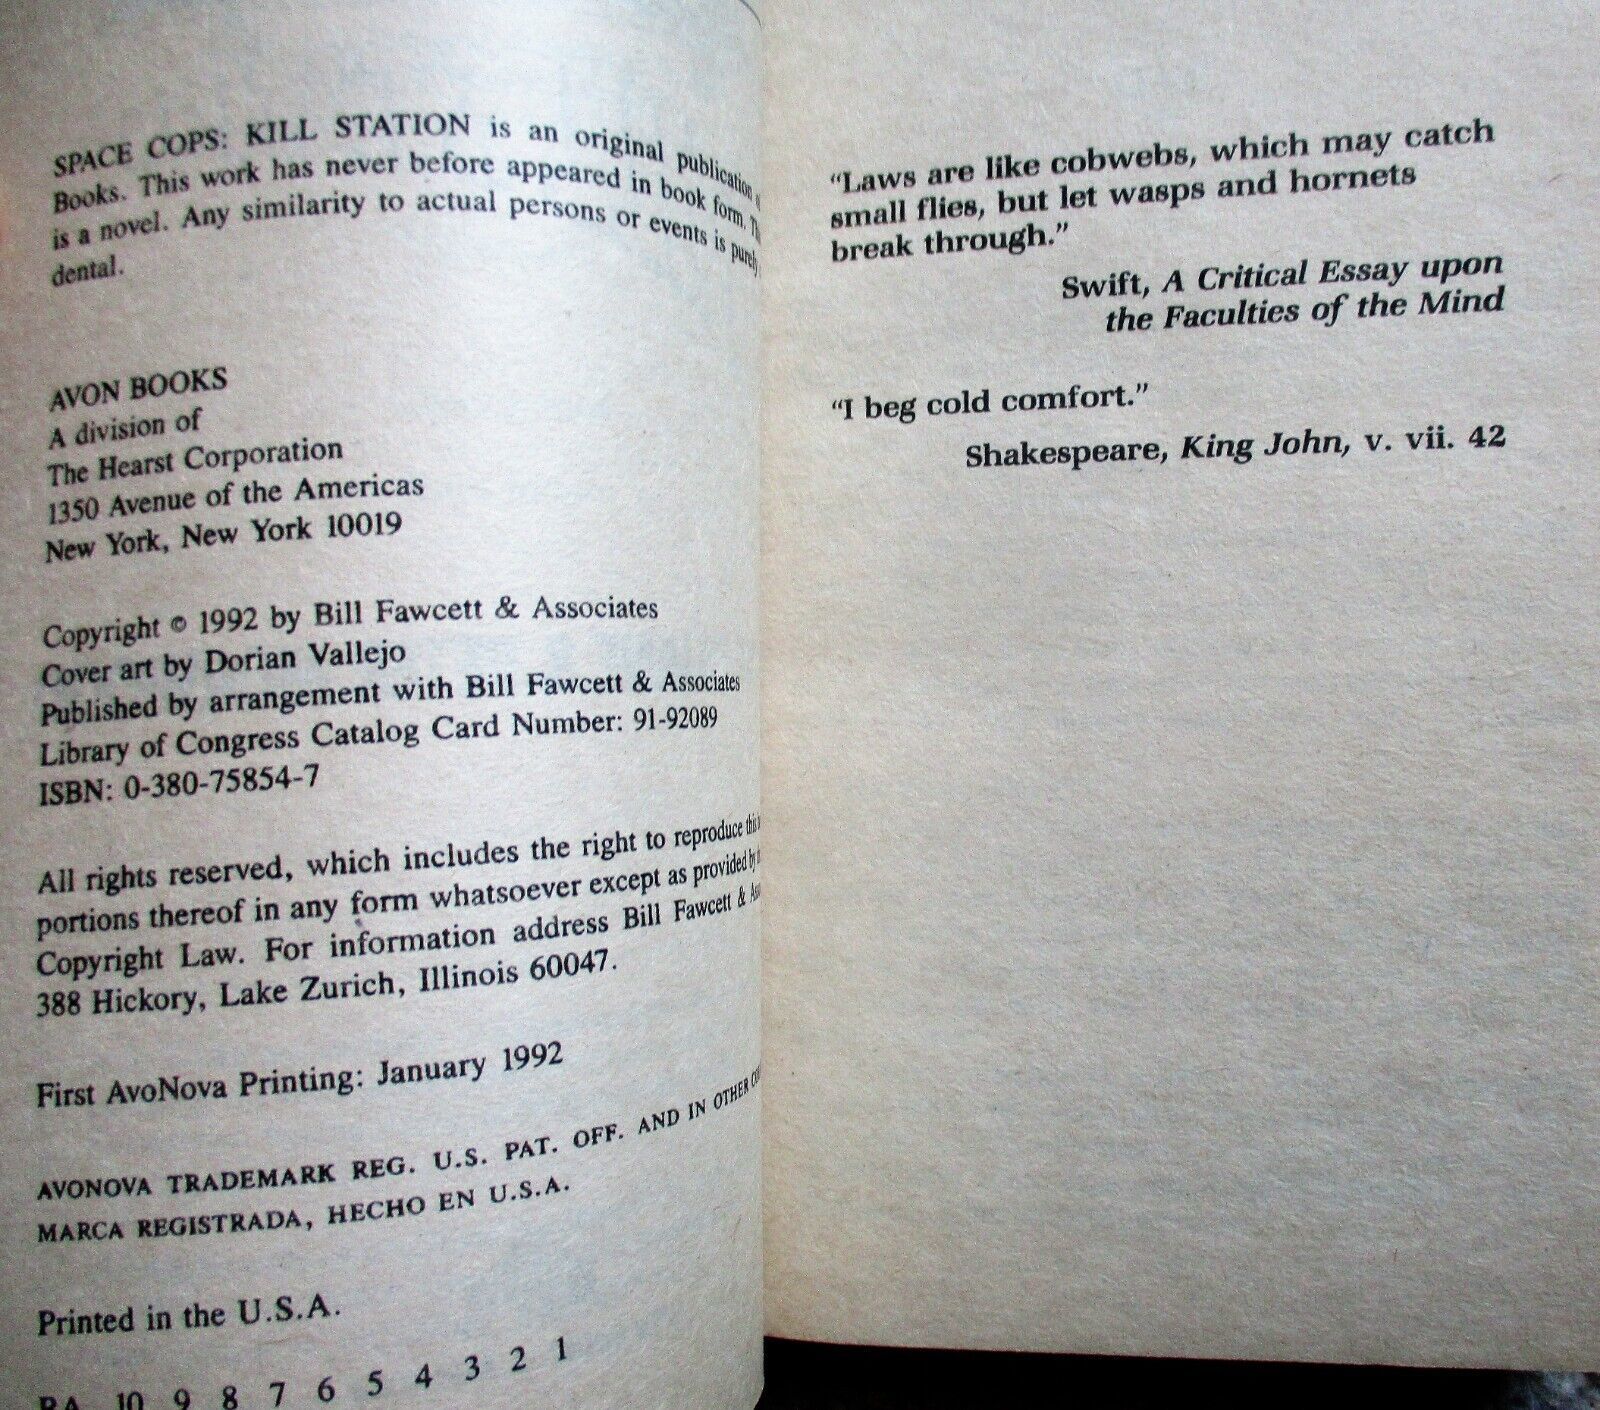 SPACE COPS: KILL STATION is an original publication
Books. This work has never before appeared in book form.
is a novel. Any similarity to actual persons or events is purely
dental.
AVON BOOKS
A division of
The Hearst Corporation
1350 Avenue of the Americas
New York, New York 10019
Copyright © 1992 by Bill Fawcett & Associates
Cover art by Dorian Vallejo
Published by arrangement with Bill Fawcett & Associates
Library of Congress Catalog Card Number: 91-92089
ISBN: 0-380-75854-7
All rights reserved, which includes the right to reproduce this
portions thereof in any form whatsoever except as provided by
Copyright Law. For information address Bill Fawcett &
388 Hickory, Lake Zurich, Illinois 60047.
First AvoNova Printing: January 1992
AVONOVA TRADEMARK REG. U.S. PAT. OFF. AND IN OTHER
MARCA REGISTRADA, HECHO EN U.S.A.
Printed in the U.S.A.
RA 10 9 8 7 6 5 4 3 2 1
“Laws are like cobwebs, which may catch
small flies, but let wasps and hornets
break through.”
Swift, A Critical Essay upon
the Faculties of the Mind
“I beg cold comfort.”
Shakespeare, King John, v. vii. 42